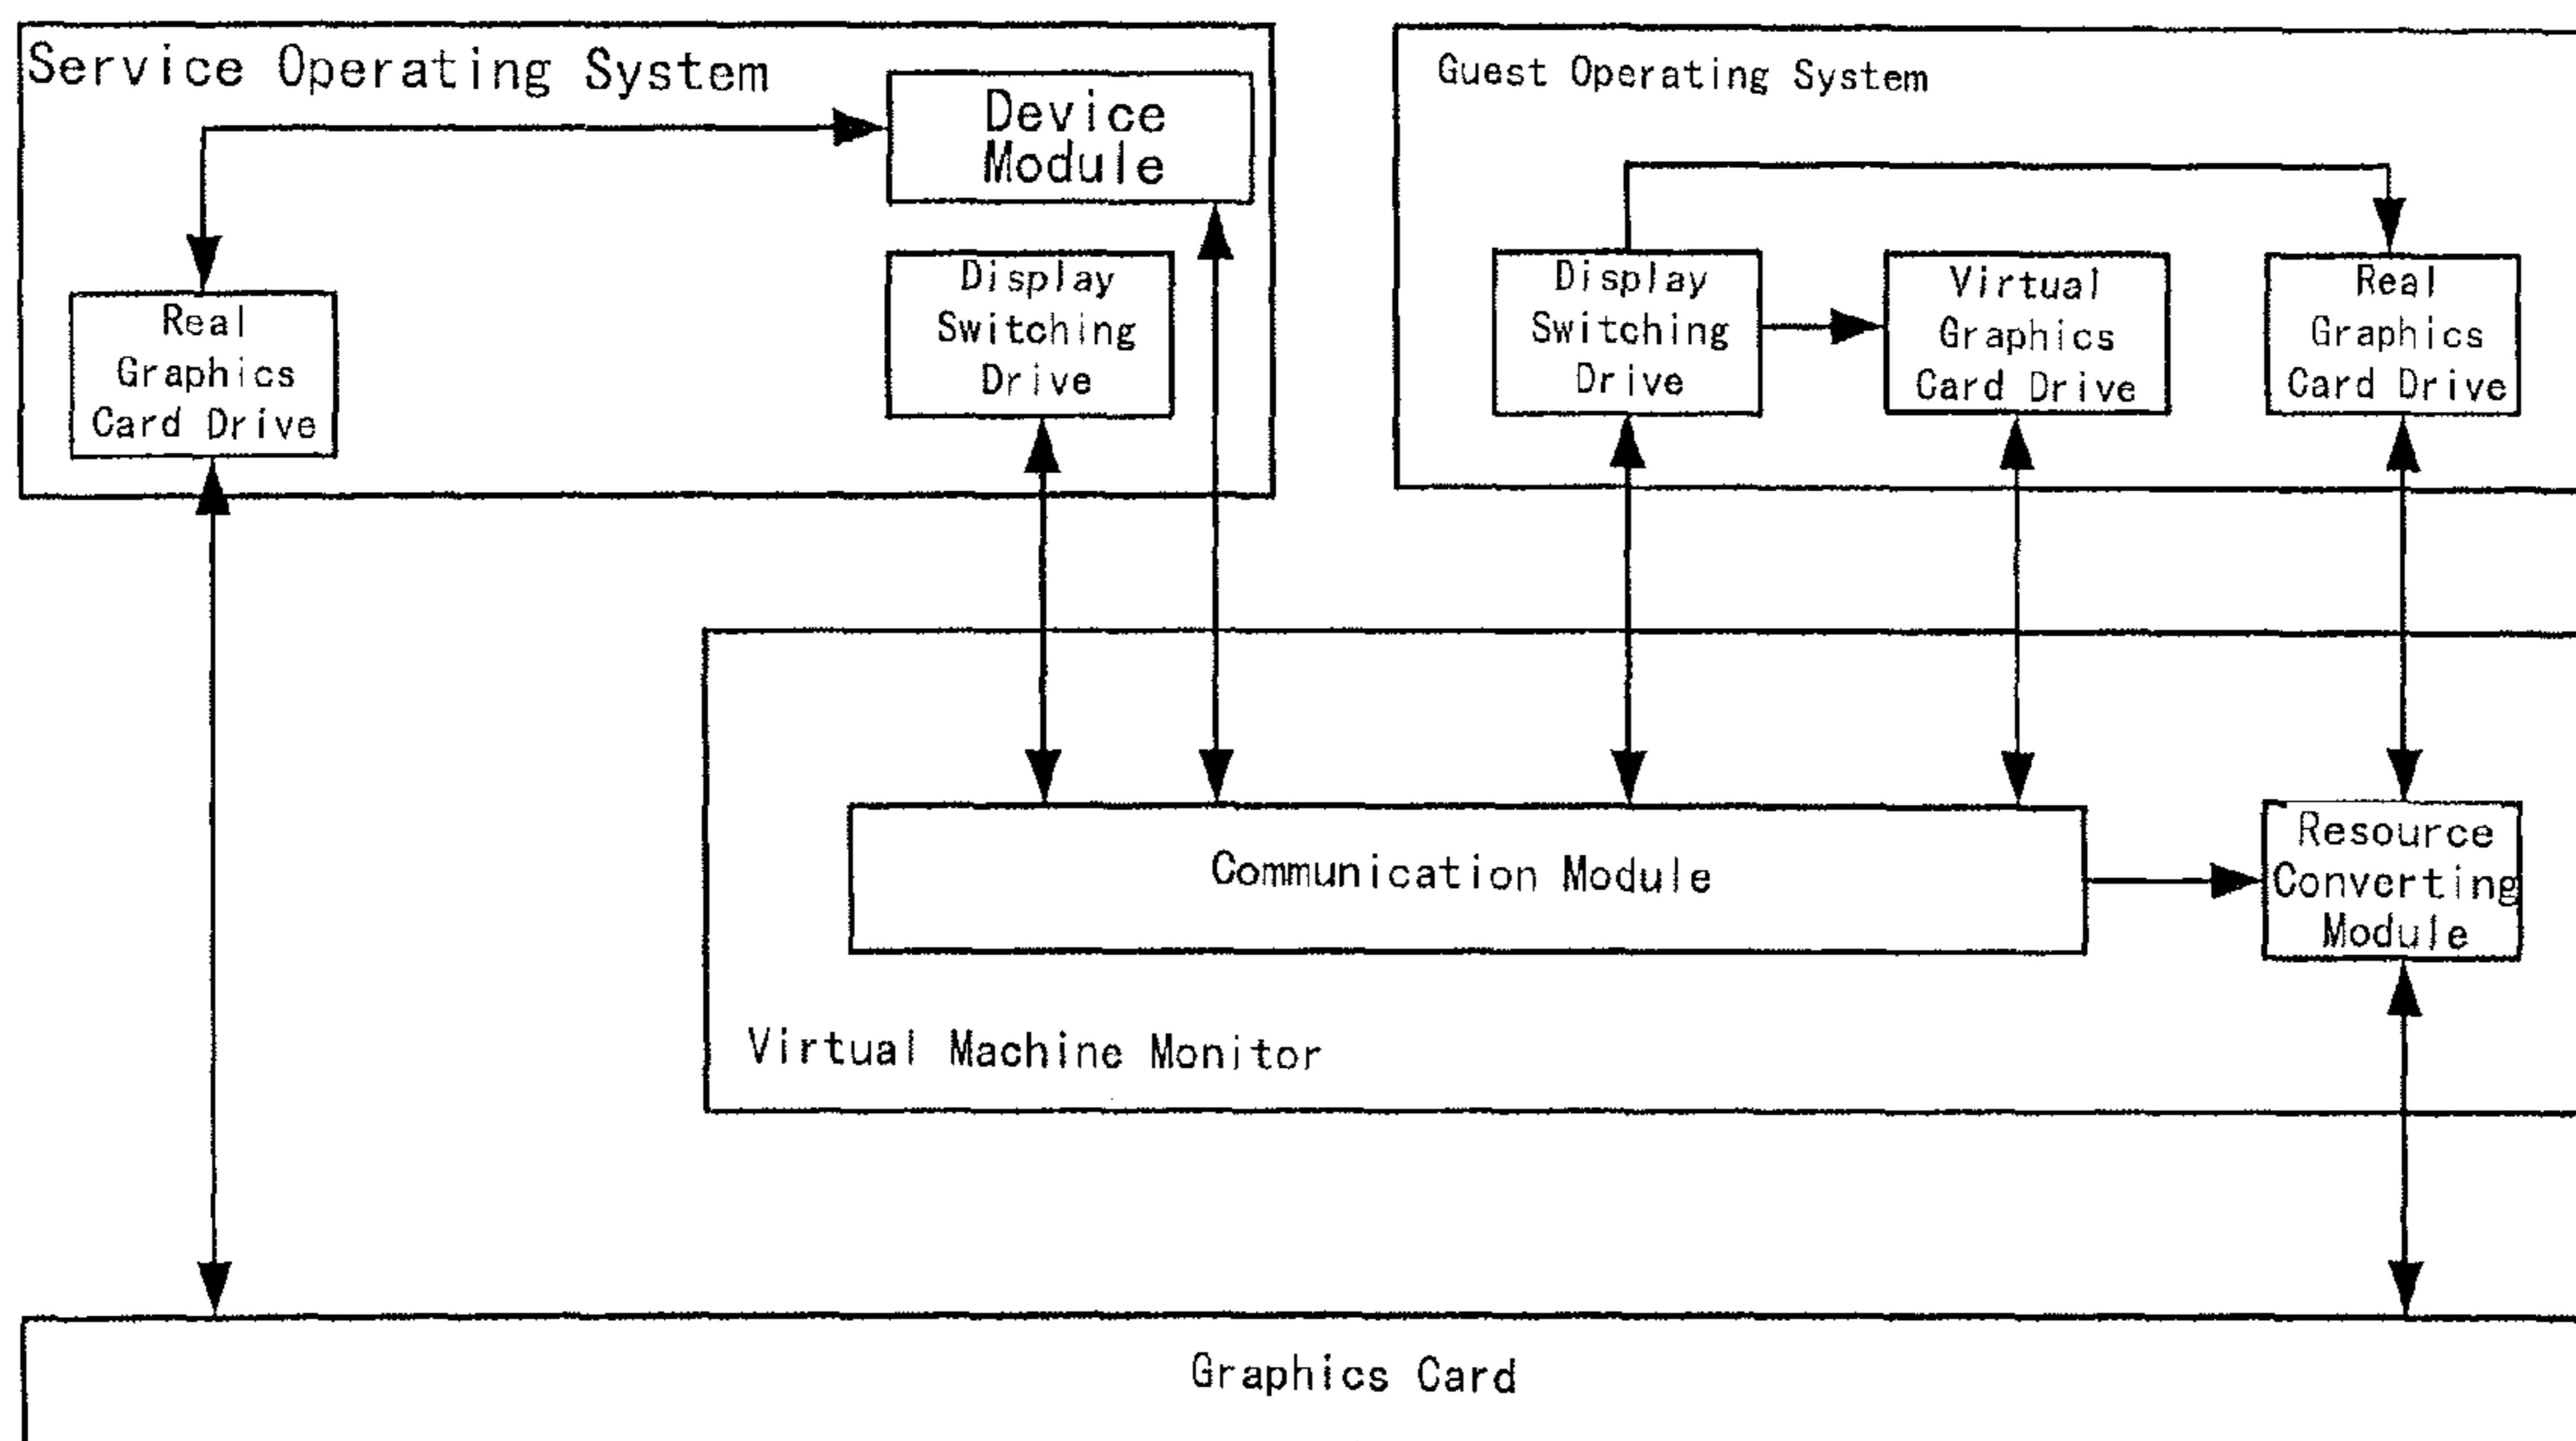 Service Operating System
Device
Module
Real
Graphics
Card Drive
Display
Switching
Drive
Guest Operating System
Display
Switching
Drive
Virtual
Graphics
Card Drive
Real
Graphics
Card Drive
Communication Module
Resource
Converting
Module
Virtual Machine Monitor
Graphics Card